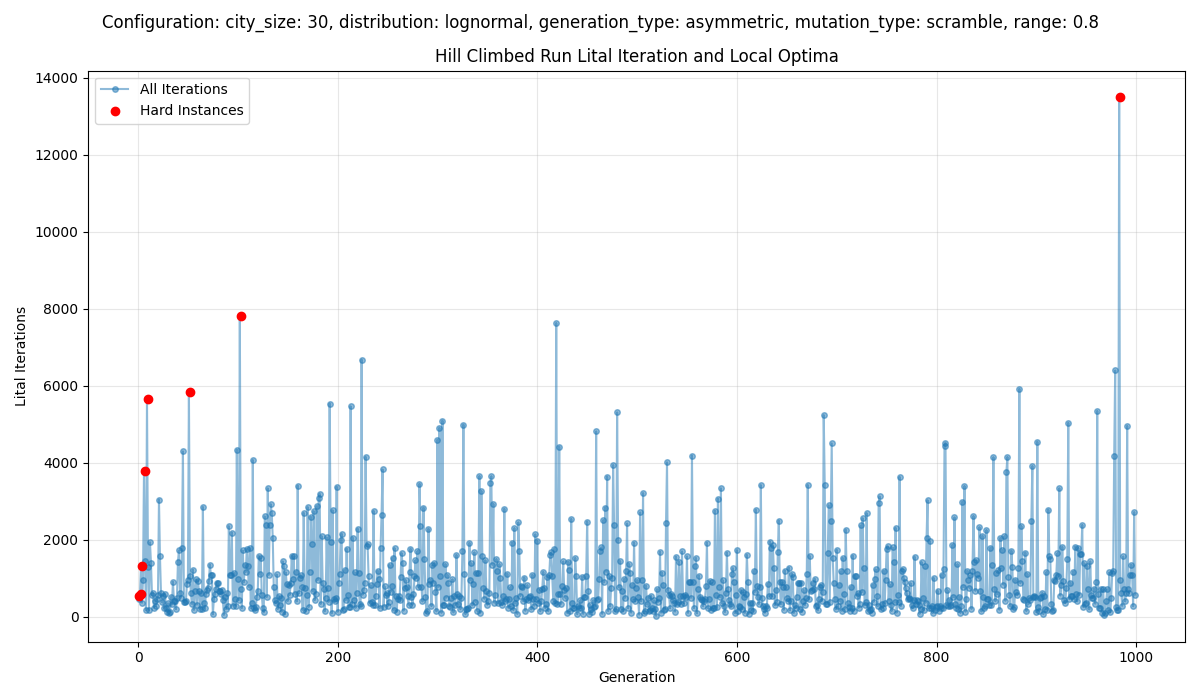 Configuration: city_size: 30, distribution: lognormal, generation_type: asymmetric, mutation_type: scramble, range: 0.8
Hill Climbed Run Lital Iteration and Local Optima
All Iterations
Hard Instances
14000
12000
10000
8000
6000
4000
2000
0
Lital Iterations
0 200 400 600 800 1000
Generation